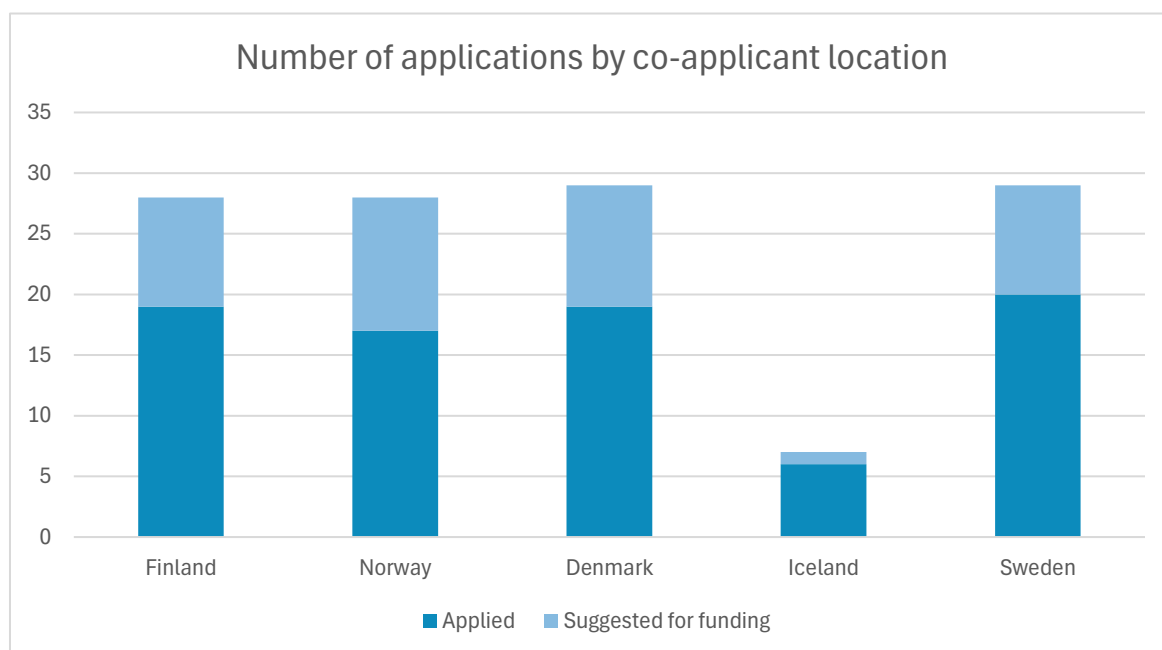 Number of applications by co-applicant location
35
30
25
20
15
10
5
0
Finland Norway Denmark Iceland Sweden
Applied Suggested for funding